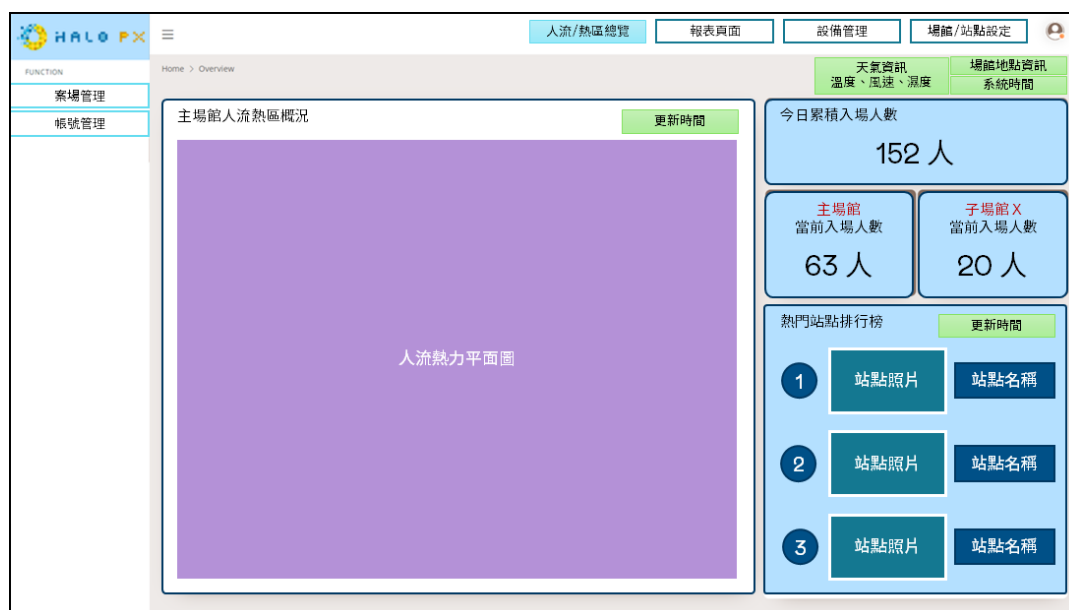 HALO PX
人流/熱區總覽
報表頁面
設備管理
場館/站點設定
FUNCTION
案場管理
帳號管理
Home > Overview
天氣資訊
溫度、風速、濕度
場館地點資訊
系統時間
主場館人流熱區概況
更新時間
人流熱力平面圖
今日累積入場人數
152 人
主場館
當前入場人數
63 人
子場館 X
當前入場人數
20 人
熱門站點排行榜
更新時間
1
站點照片
站點名稱
2
站點照片
站點名稱
3
站點照片
站點名稱